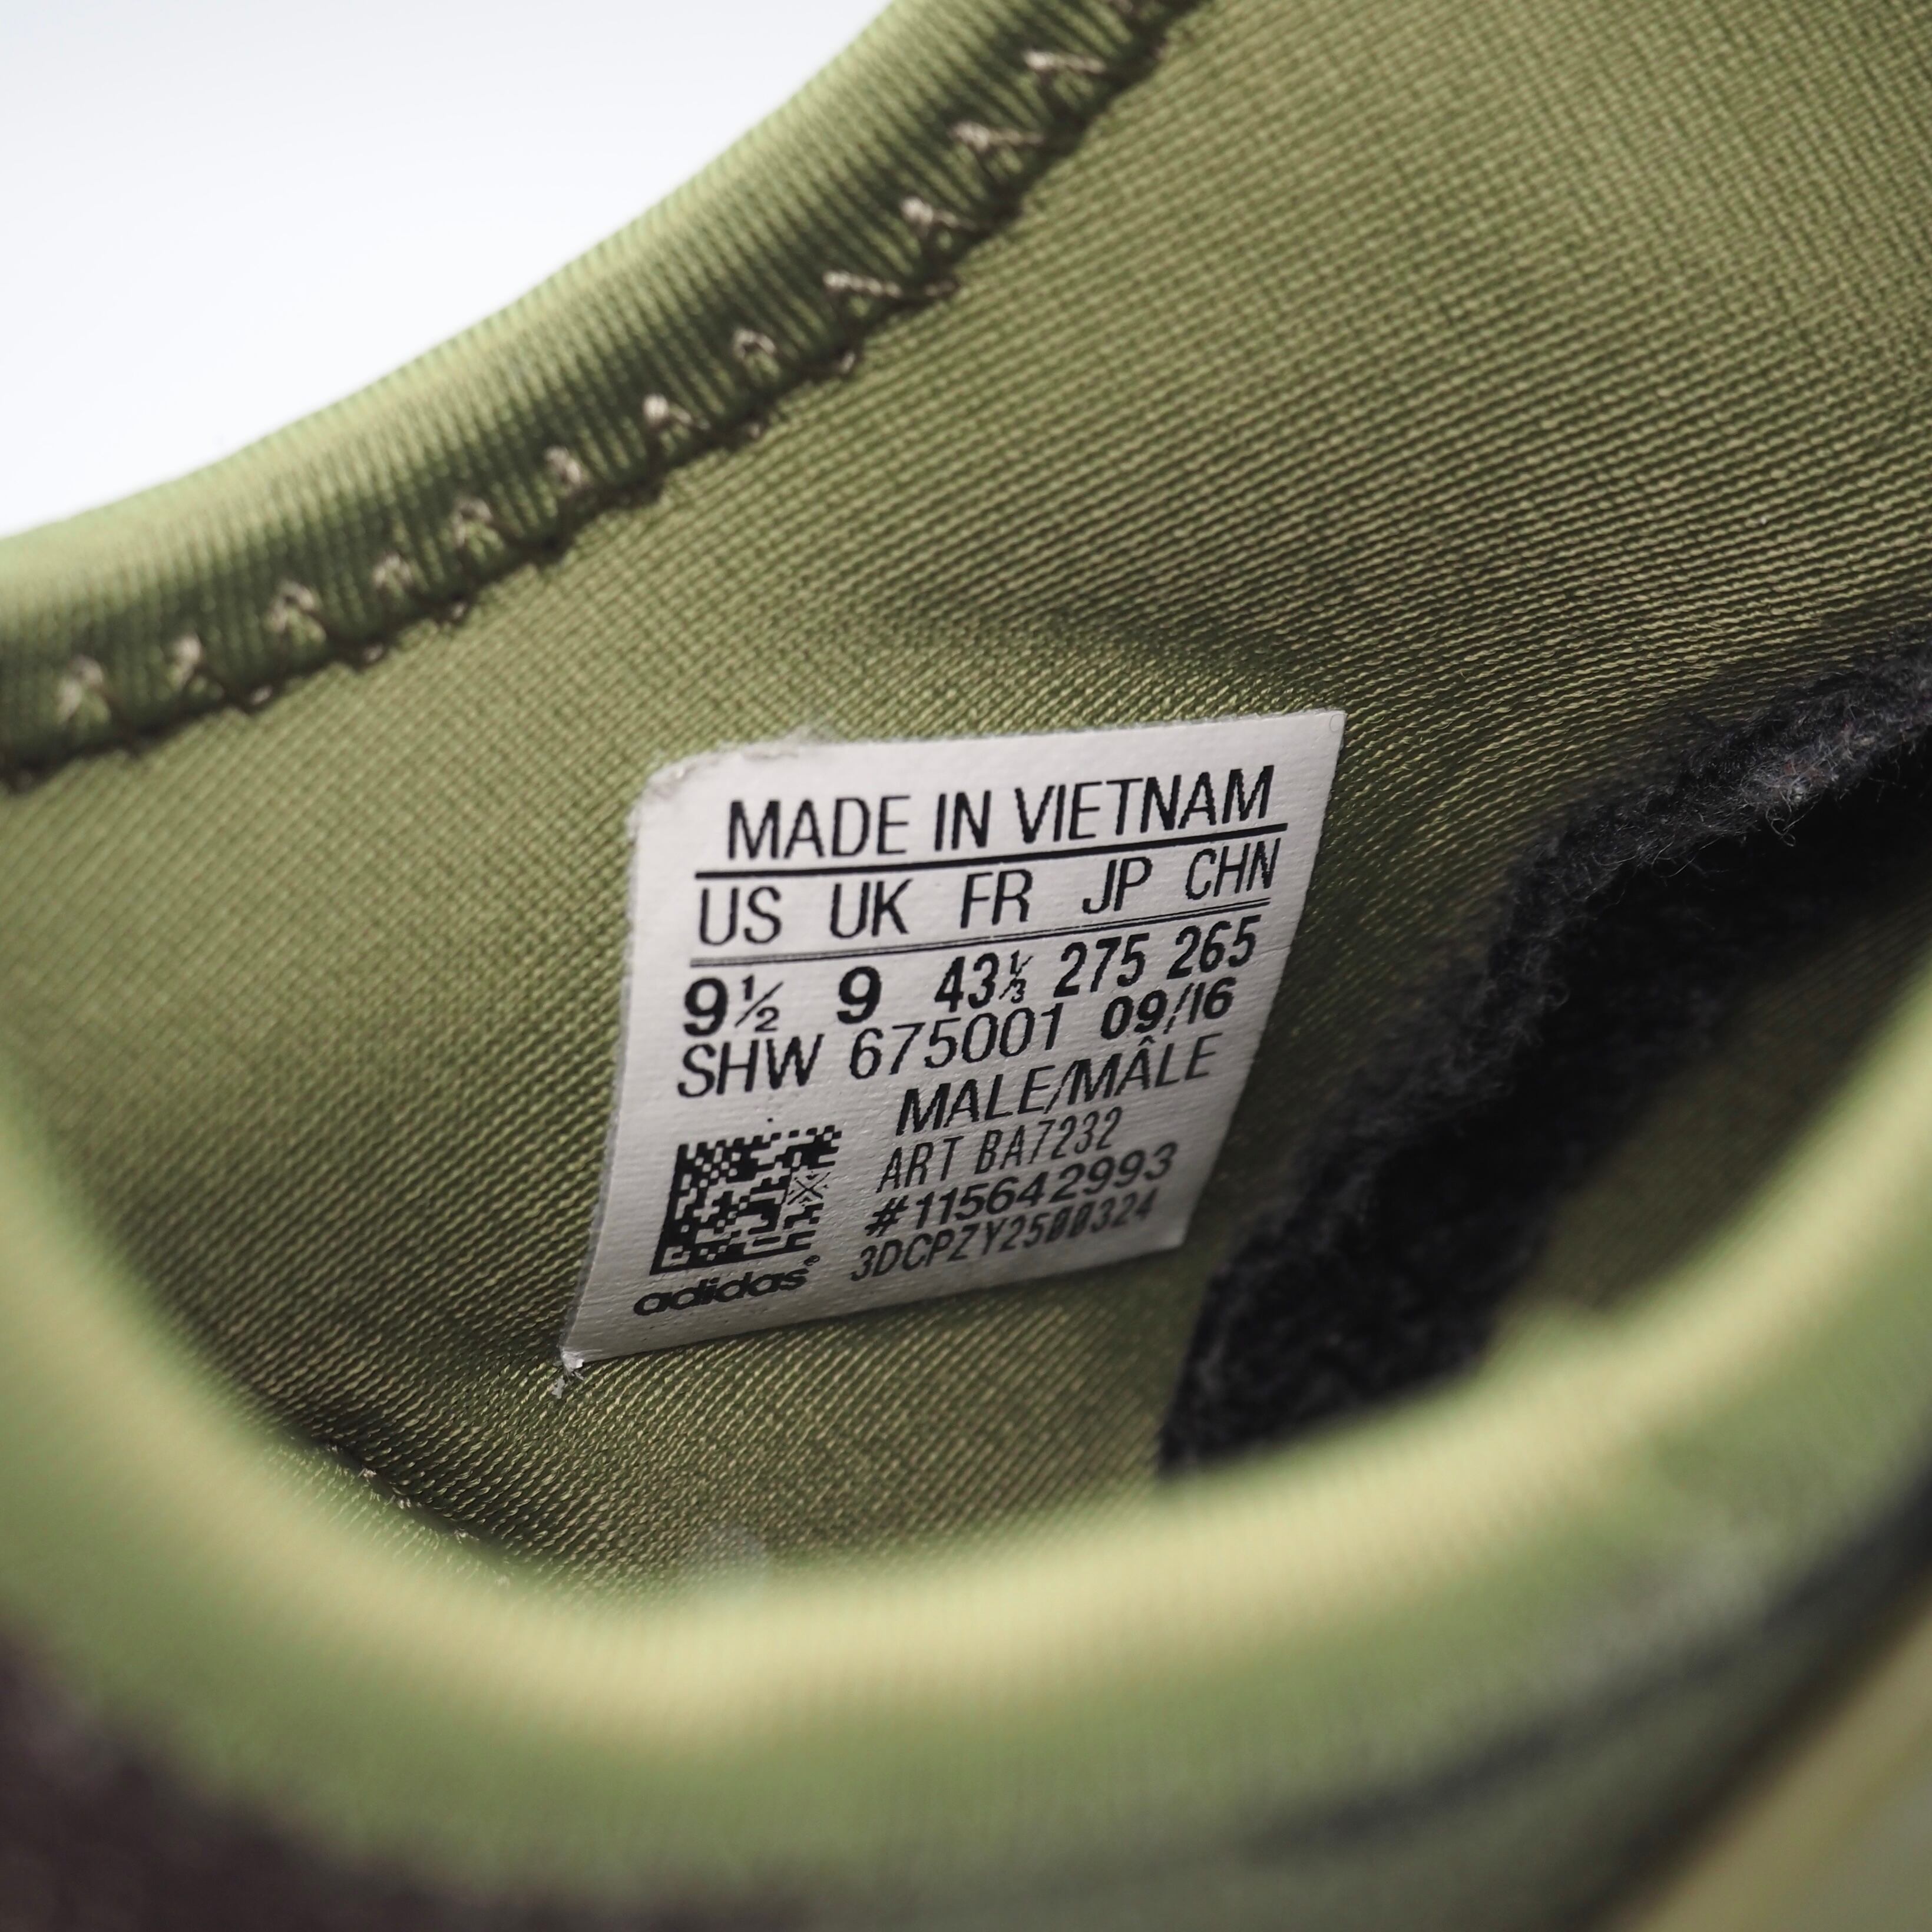 MADE IN VIETNAM
US UK FR JP CHN
9½ 9 43⅓ 275 265
SHW 675001 09/16
MALE/MÂLE
ART BA7232
#115642993
3DCPZY2500324
adidas®